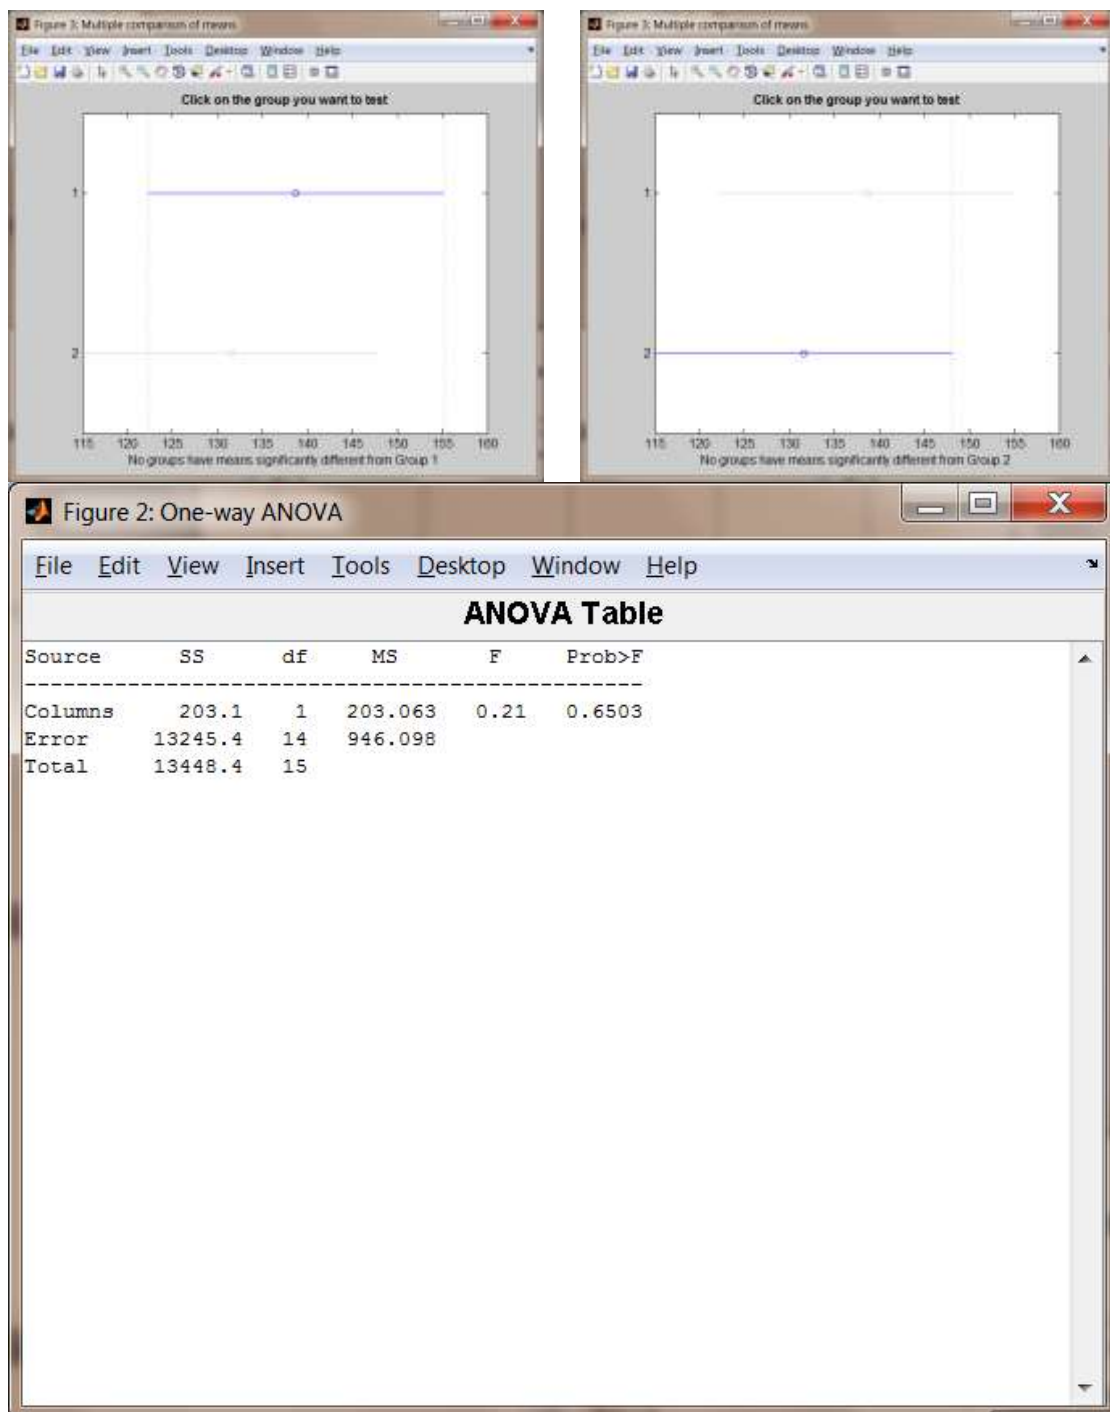 Figure 3: Multiple comparison of means
File Edit View Insert Tools Desktop Window Help
Click on the group you want to test
1
2
115 120 125 130 135 140 145 150 155 160
No groups have means significantly different from Group 1
Figure 3: Multiple comparison of means
File Edit View Insert Tools Desktop Window Help
Click on the group you want to test
1
2
115 120 125 130 135 140 145 150 155 160
No groups have means significantly different from Group 2
Figure 2: One-way ANOVA
File Edit View Insert Tools Desktop Window Help
ANOVA Table
Source SS df MS F Prob>F
Columns 203.1 1 203.063 0.21 0.6503
Error 13245.4 14 946.098
Total 13448.4 15